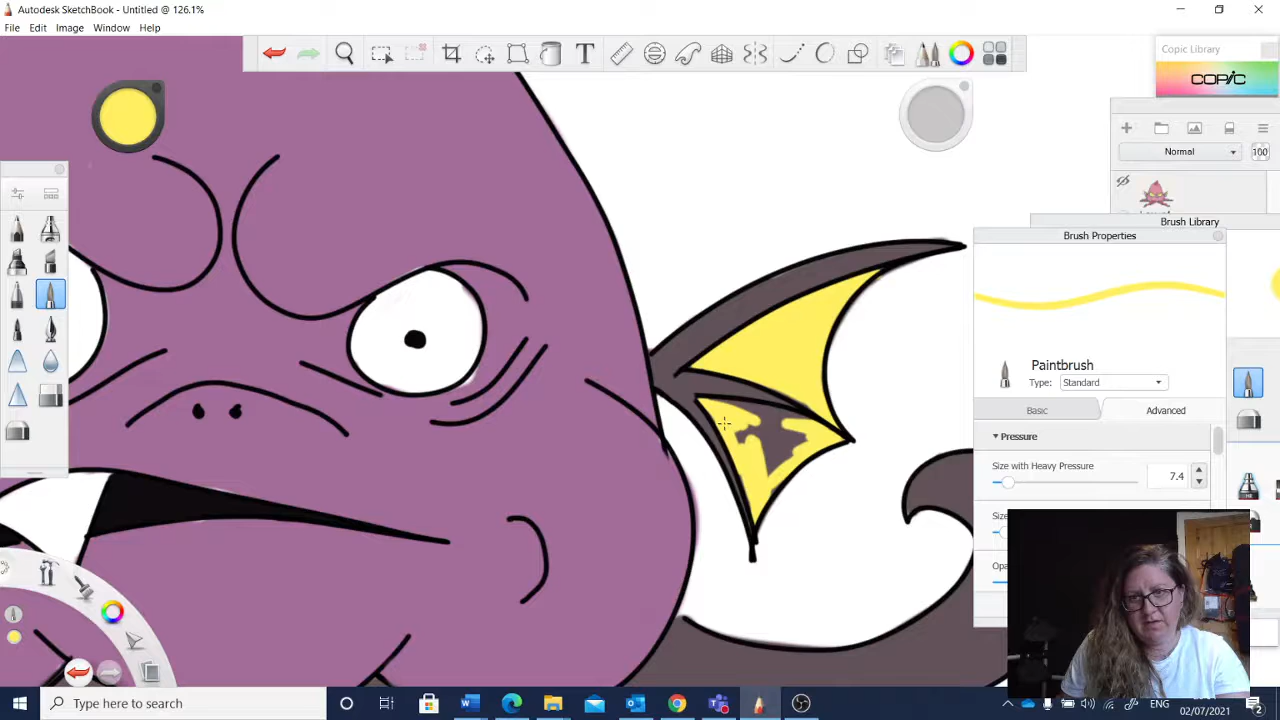 Autodesk SketchBook - Untitled @ 126.1%
File Edit Image Window Help
Copic Library
COPIC
Normal
100
Brush Library
Brush Properties
Paintbrush
Type: Standard
Basic
Advanced
Pressure
Size with Heavy Pressure
7.4
Type here to search
ENG
02/07/2021
2